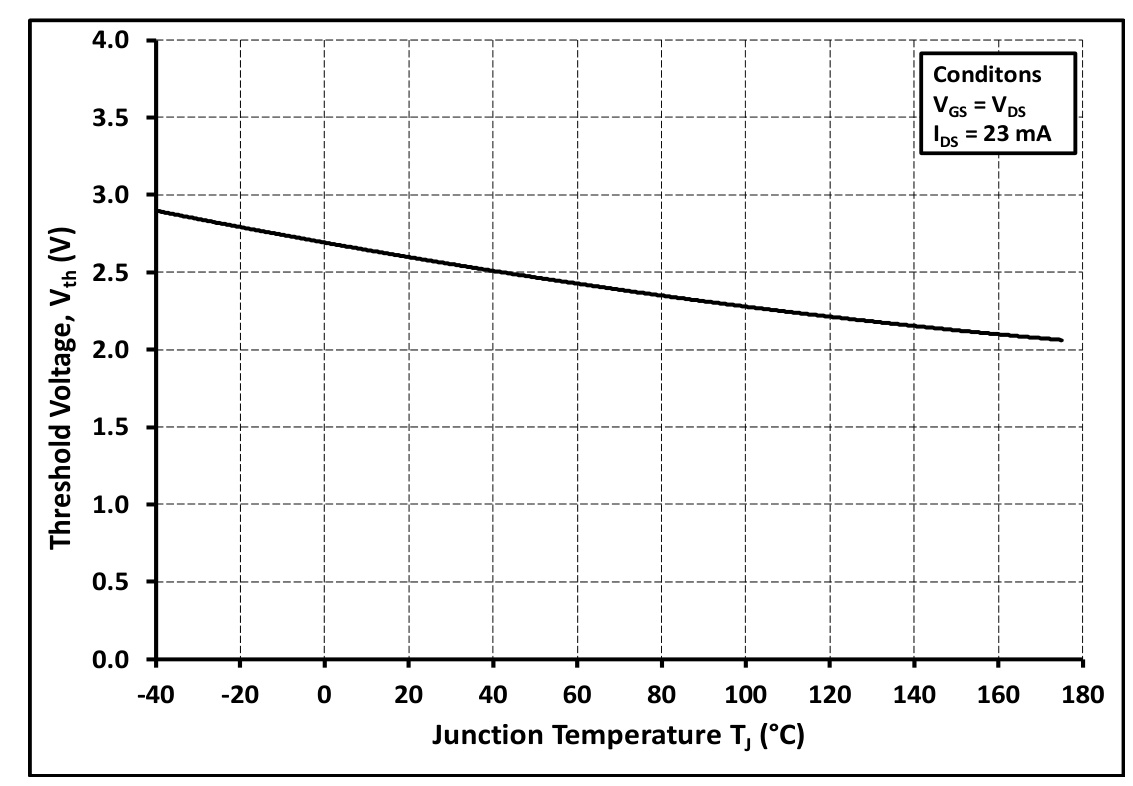 4.0
3.5
3.0
2.5
2.0
1.5
1.0
0.5
0.0
Threshold Voltage, Vth (V)
Conditons
VGS = VDS
IDS = 23 mA
-40 -20 0 20 40 60 80 100 120 140 160 180
Junction Temperature TJ (°C)